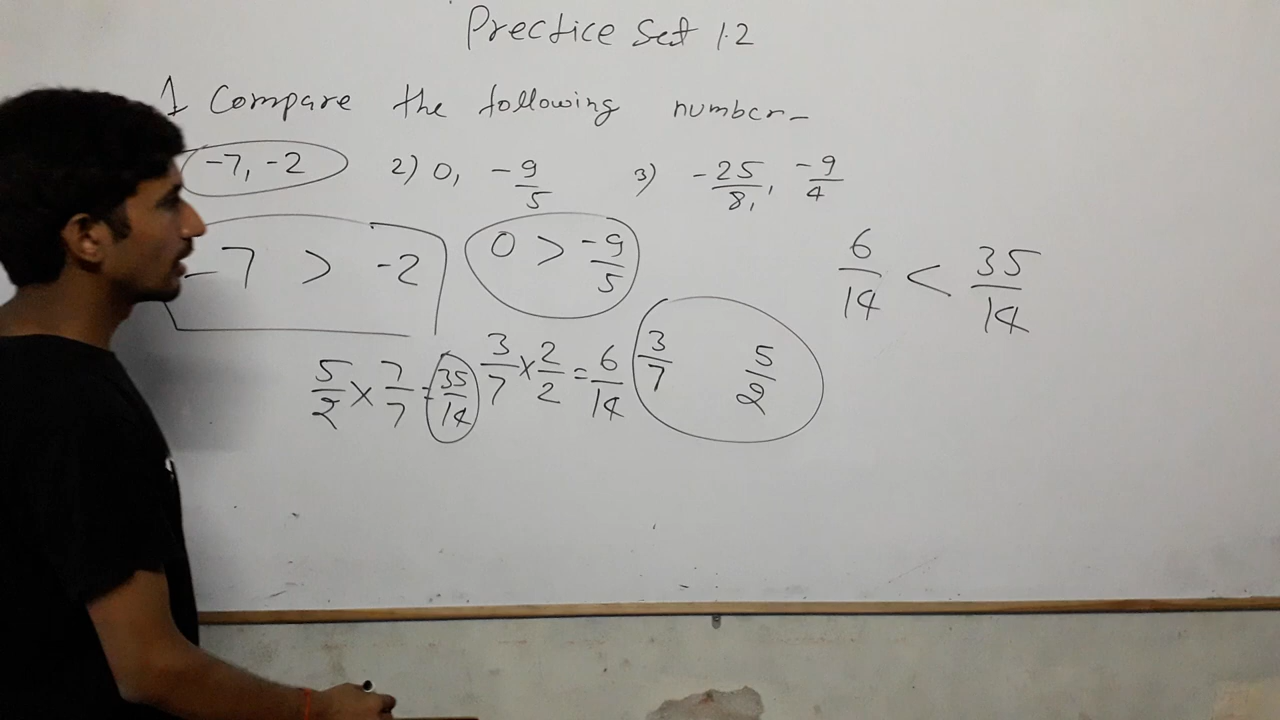 Prectice Set 1.2
1 Compare the following number-
-7, -2 2) 0, -9/5 3) -25/8, -9/4
-7 > -2 0 > -9/5 6/14 < 35/14
5/2 × 7/7 = 35/14 3/7 × 2/2 = 6/14 3/7 5/2